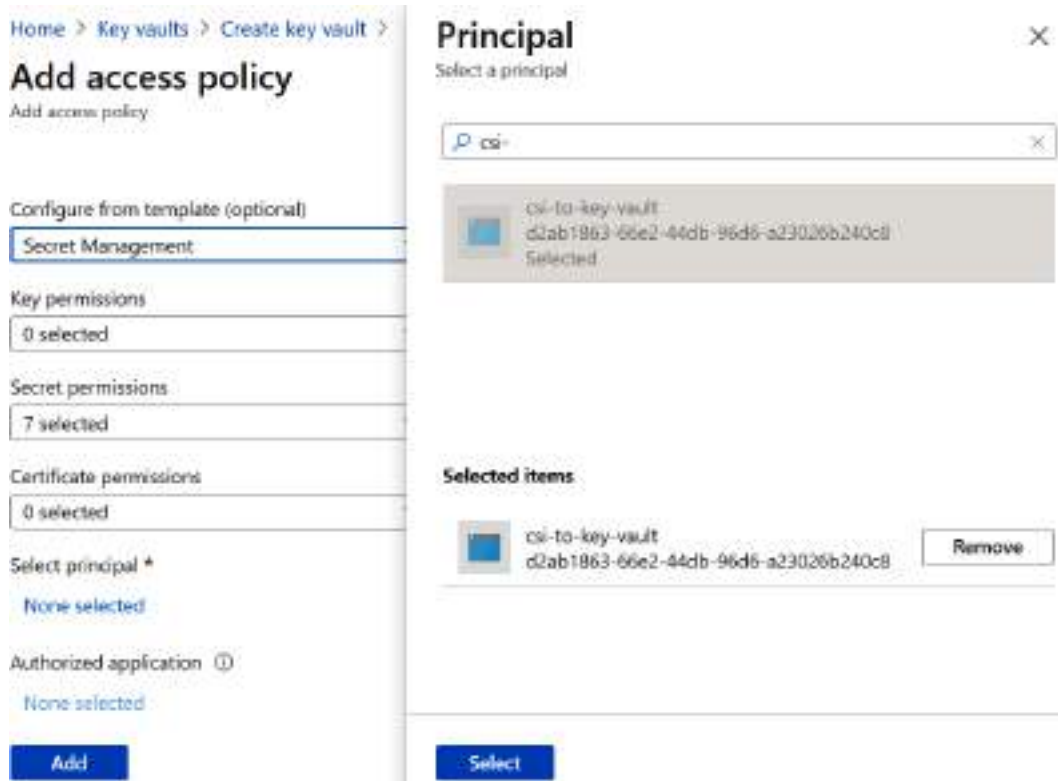 Home > Key vaults > Create key vault >
Add access policy
Add access policy
Configure from template (optional)
Secret Management
Key permissions
0 selected
Secret permissions
7 selected
Certificate permissions
0 selected
Select principal *
None selected
Authorized application
None selected
Add
Principal
Select a principal
csi-
csi-to-key-vault
d2ab1863-66e2-44db-96d6-a23026b240c8
Selected
Selected items
csi-to-key-vault
d2ab1863-66e2-44db-96d6-a23026b240c8
Remove
Select